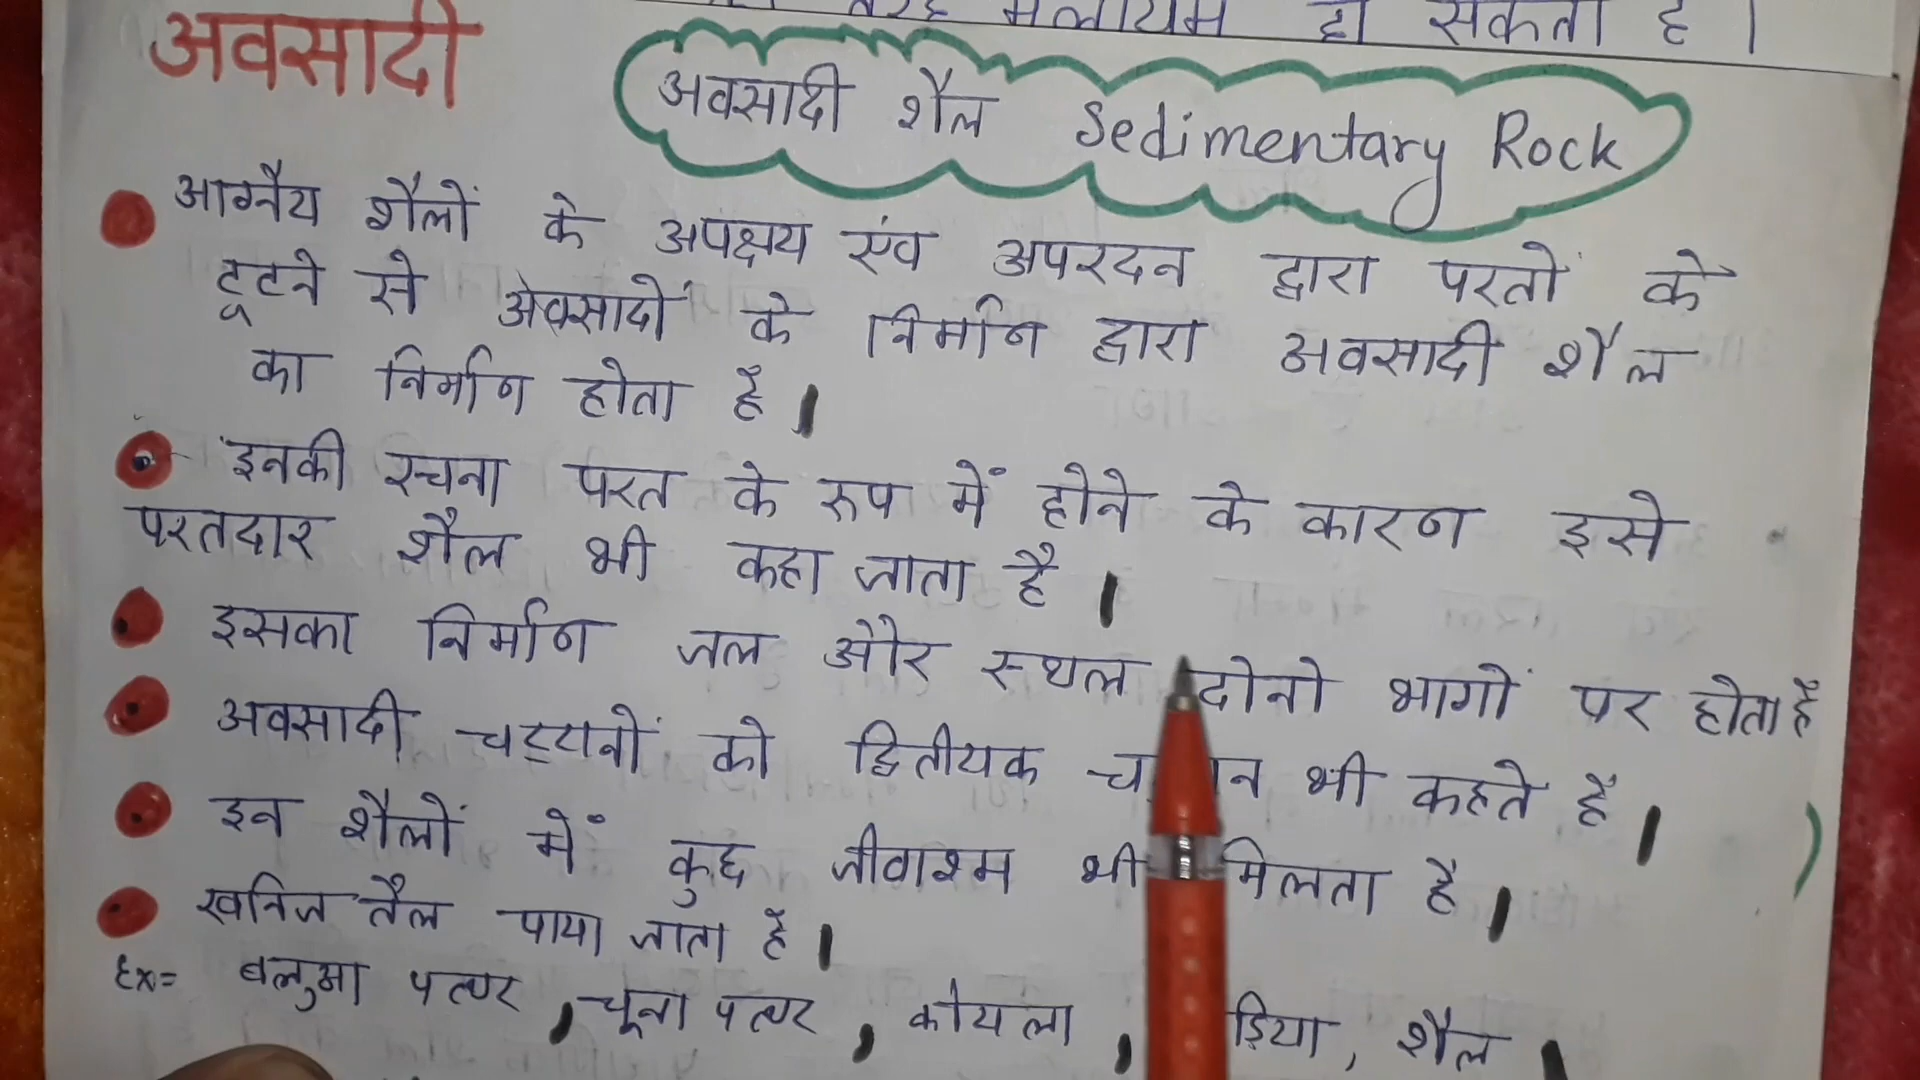 अवसादी
अवसादी शैल Sedimentary Rock
आग्नैय शैलों के अपक्षय एंव अपरदन द्वारा परतों के
टूटने से अवसादों के निर्माण द्वारा अवसादी शैल
का निर्माण होता है।
इनकी रचना परत के रूप में होने के कारण इसे
परतदार शैल भी कहा जाता है।
इसका निर्माण जल और स्थल दोनो भागों पर होता है
अवसादी चट्टानों को द्वितीयक भी कहते है।
इन शैलों में कुछ जीवाश्म भी मिलता है।
खनिज तैल पाया जाता है।
Ex= बलुआ पत्थर, चूना पत्थर, कोयला, शैल